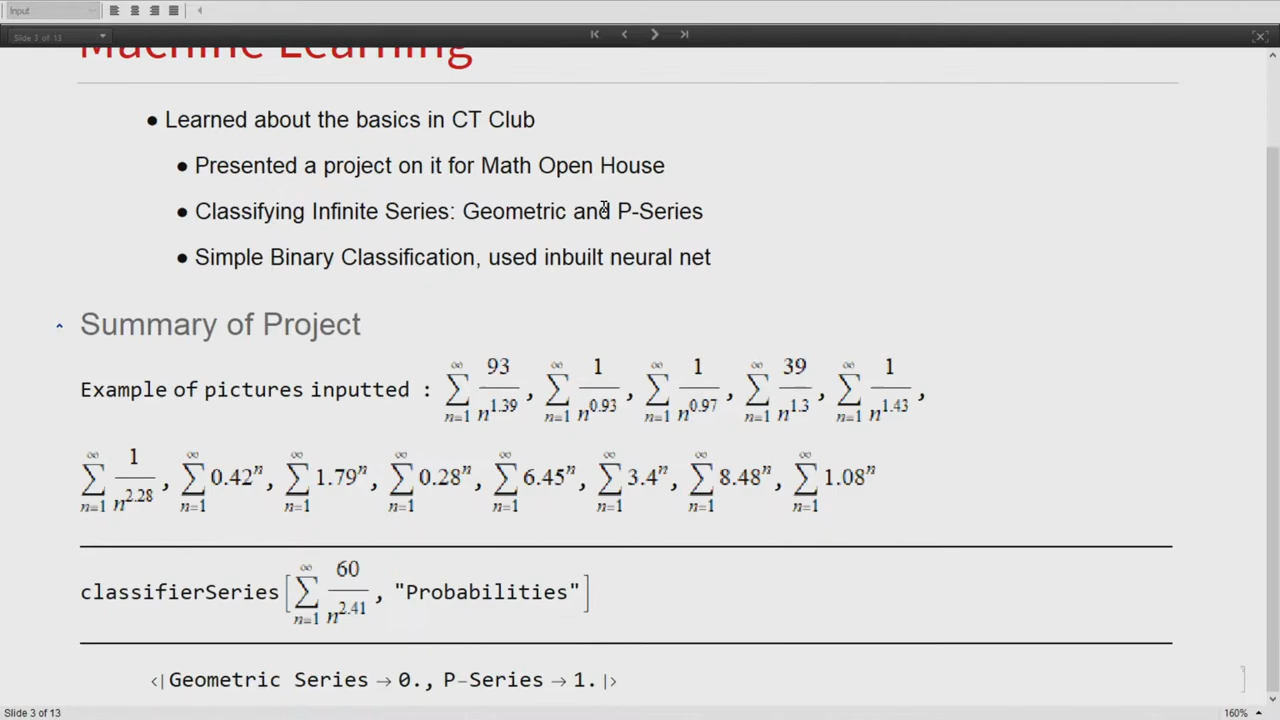 Input
Slide 3 of 13
Machine Learning
● Learned about the basics in CT Club
● Presented a project on it for Math Open House
● Classifying Infinite Series: Geometric and P-Series
● Simple Binary Classification, used inbuilt neural net
Summary of Project
Example of pictures inputted : ∑_{n=1}^{∞} 93/n^{1.39}, ∑_{n=1}^{∞} 1/n^{0.93}, ∑_{n=1}^{∞} 1/n^{0.97}, ∑_{n=1}^{∞} 39/n^{1.3}, ∑_{n=1}^{∞} 1/n^{1.43},
∑_{n=1}^{∞} 1/n^{2.28}, ∑_{n=1}^{∞} 0.42^n, ∑_{n=1}^{∞} 1.79^n, ∑_{n=1}^{∞} 0.28^n, ∑_{n=1}^{∞} 6.45^n, ∑_{n=1}^{∞} 3.4^n, ∑_{n=1}^{∞} 8.48^n, ∑_{n=1}^{∞} 1.08^n
classifierSeries[∑_{n=1}^{∞} 60/n^{2.41}, "Probabilities"]
<|Geometric Series → 0., P-Series → 1.|>
Slide 3 of 13
160%